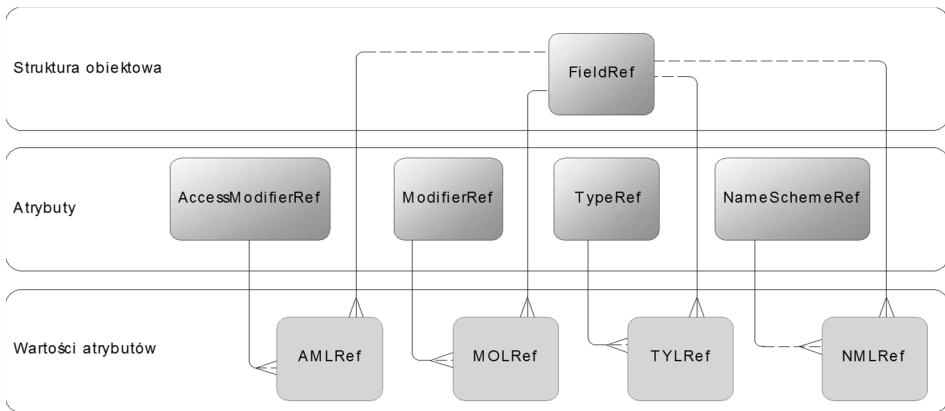 Struktura obiektowa
FieldRef
Atrybuty
AccessModifierRef
ModifierRef
TypeRef
NameSchemeRef
Wartości atrybutów
AMLRef
MOLRef
TYLRef
NMLRef